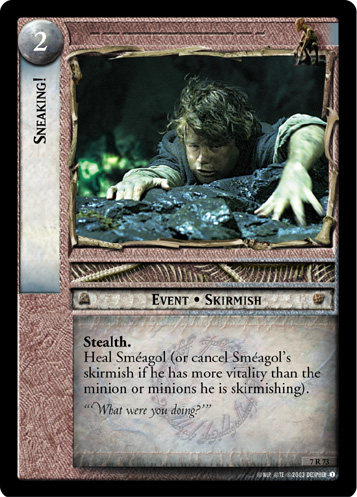 2
SNEAKING!
EVENT • SKIRMISH
Stealth.
Heal Sméagol (or cancel Sméagol's
skirmish if he has more vitality than the
minion or minions he is skirmishing).
“‘What were you doing?’”
7 R 73